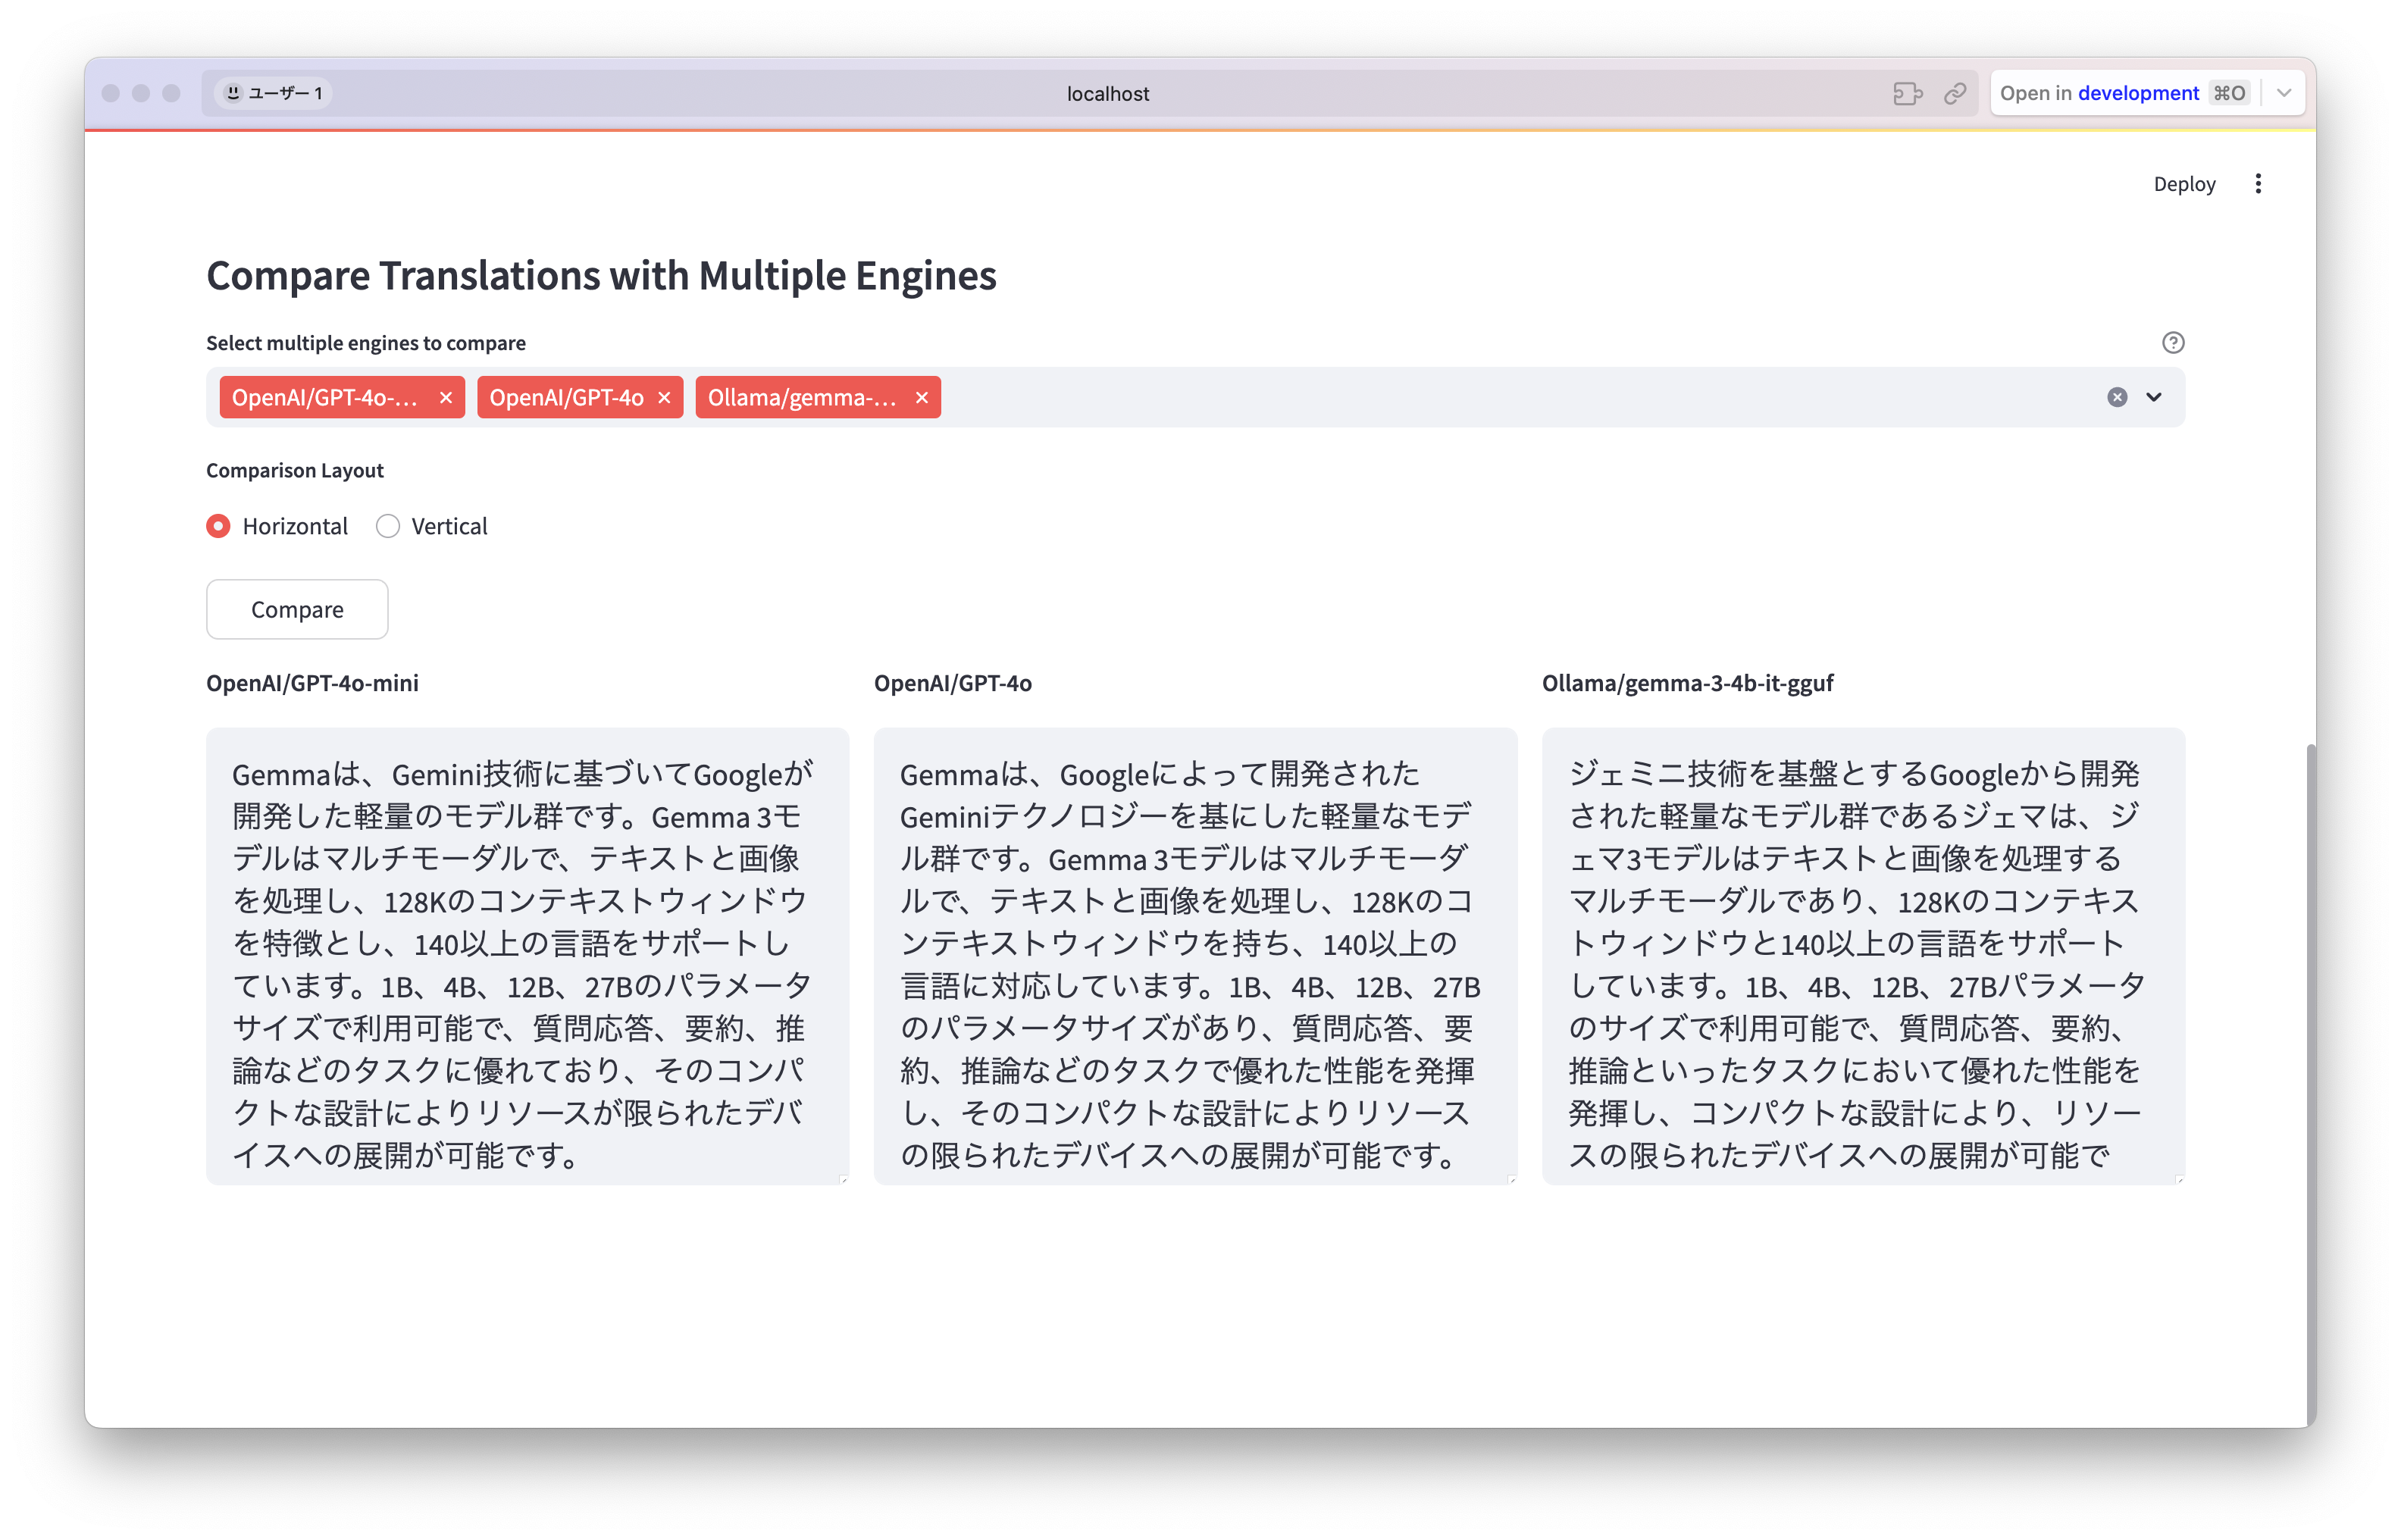 ユーザー 1
localhost
Open in development ⌘O
Deploy
Compare Translations with Multiple Engines
Select multiple engines to compare
OpenAI/GPT-4o-... OpenAI/GPT-4o Ollama/gemma-...
Comparison Layout
Horizontal Vertical
Compare
OpenAI/GPT-4o-mini
Gemmaは、Gemini技術に基づいてGoogleが
開発した軽量のモデル群です。Gemma 3モ
デルはマルチモーダルで、テキストと画像
を処理し、128Kのコンテキストウィンドウ
を特徴とし、140以上の言語をサポートし
ています。1B、4B、12B、27Bのパラメータ
サイズで利用可能で、質問応答、要約、推
論などのタスクに優れており、そのコンパ
クトな設計によりリソースが限られたデバ
イスへの展開が可能です。
OpenAI/GPT-4o
Gemmaは、Googleによって開発された
Geminiテクノロジーを基にした軽量なモデ
ル群です。Gemma 3モデルはマルチモーダ
ルで、テキストと画像を処理し、128Kのコ
ンテキストウィンドウを持ち、140以上の
言語に対応しています。1B、4B、12B、27B
のパラメータサイズがあり、質問応答、要
約、推論などのタスクで優れた性能を発揮
し、そのコンパクトな設計によりリソース
の限られたデバイスへの展開が可能です。
Ollama/gemma-3-4b-it-gguf
ジェミニ技術を基盤とするGoogleから開発
された軽量なモデル群であるジェマは、ジ
ェマ3モデルはテキストと画像を処理する
マルチモーダルであり、128Kのコンテキス
トウィンドウと140以上の言語をサポート
しています。1B、4B、12B、27Bパラメータ
のサイズで利用可能で、質問応答、要約、
推論といったタスクにおいて優れた性能を
発揮し、コンパクトな設計により、リソー
スの限られたデバイスへの展開が可能で